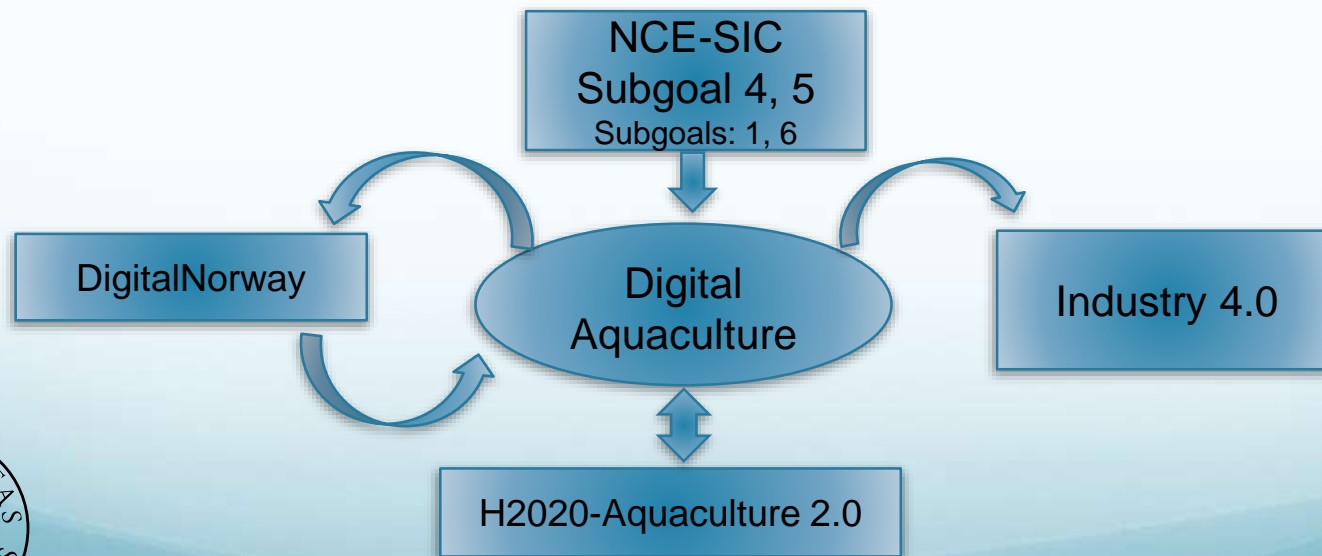 NCE-SIC
Subgoal 4, 5
Subgoals: 1, 6
DigitalNorway
Digital
Aquaculture
Industry 4.0
H2020-Aquaculture 2.0